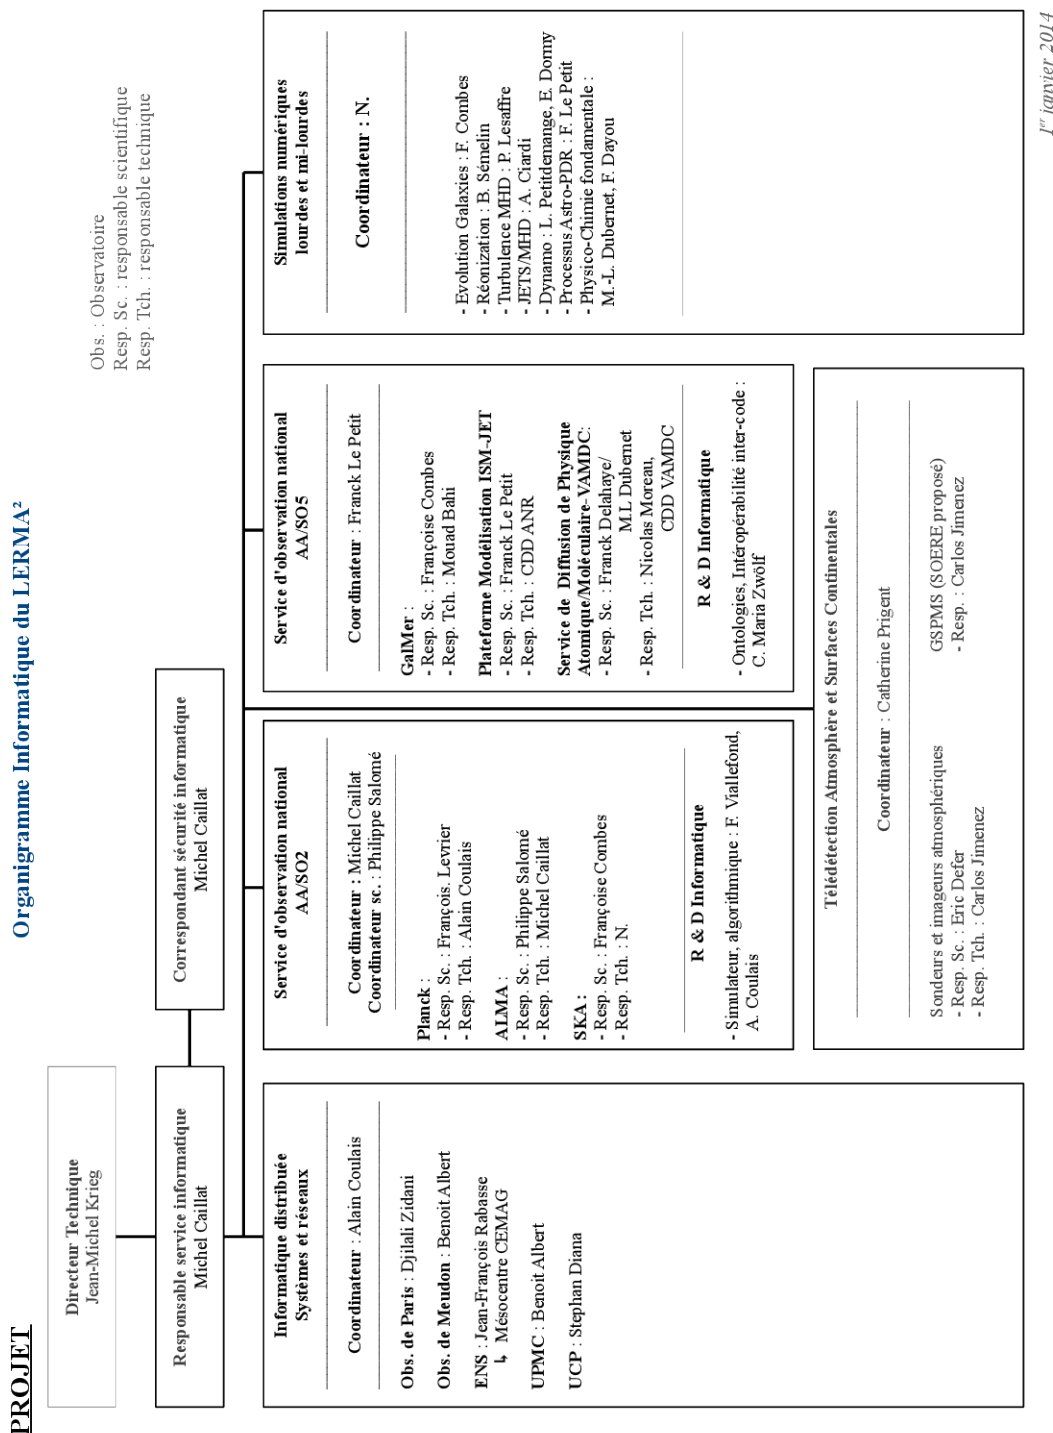 PROJET
Organigramme Informatique du LERMA²
Obs. : Observatoire
Resp. Sc. : responsable scientifique
Resp. Tch. : responsable technique
Directeur Technique
Jean-Michel Krieg
Responsable service informatique
Michel Caillat
Correspondant sécurité informatique
Michel Caillat
Informatique distribuée
Systèmes et réseaux
Coordinateur : Alain Coulais
Obs. de Paris : Djilali Zidani
Obs. de Meudon : Benoit Albert
ENS : Jean-François Rabasse
↳ Mésocentre CEMAG
UPMC : Benoit Albert
UCP : Stephan Diana
Service d'observation national
AA/SO2
Coordinateur : Michel Caillat
Coordinateur sc. : Philippe Salomé
Planck :
- Resp. Sc. : François. Levrier
- Resp. Tch. : Alain Coulais
ALMA :
- Resp. Sc. : Philippe Salomé
- Resp. Tch. : Michel Caillat
SKA :
- Resp. Sc. : Françoise Combes
- Resp. Tch. : N.
R & D Informatique
- Simulateur, algorithmique : F. Viallefond,
A. Coulais
Service d'observation national
AA/SO5
Coordinateur : Franck Le Petit
GalMer :
- Resp. Sc. : Françoise Combes
- Resp. Tch. : Mouad Bahi
Plateforme Modélisation ISM-JET
- Resp. Sc. : Franck Le Petit
- Resp. Tch. : CDD ANR
Service de Diffusion de Physique
Atomique/Moléculaire-VAMDC:
- Resp. Sc. : Franck Delahaye/
M.L Dubernet
- Resp. Tch. : Nicolas Moreau,
CDD VAMDC
R & D Informatique
- Ontologies, Intéropérabilité inter-code :
C. Maria Zwölf
Simulations numériques
lourdes et mi-lourdes
Coordinateur : N.
- Evolution Galaxies : F. Combes
- Réonization : B. Sémelin
- Turbulence MHD : P. Lesaffre
- JETS/MHD : A. Ciardi
- Dynamo : L. Petitdemange, E. Dormy
- Processus Astro-PDR : F. Le Petit
- Physico-Chimie fondamentale :
M.-L. Dubernet, F. Dayou
Télédétection Atmosphère et Surfaces Continentales
Coordinateur : Catherine Prigent
Sondeurs et imageurs atmosphériques
- Resp. Sc. : Eric Defer
- Resp. Tch. : Carlos Jimenez
GSPMS (SOERE proposé)
- Resp. : Carlos Jimenez
1er janvier 2014